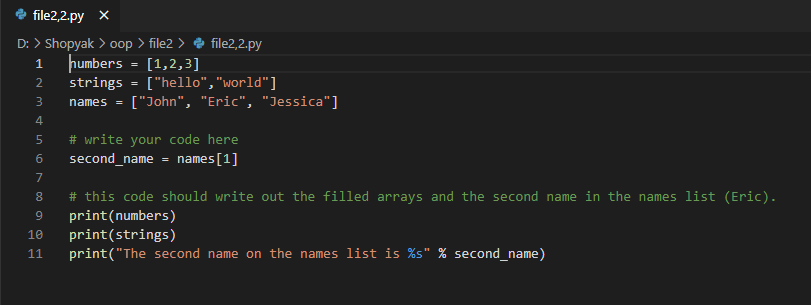 file2,2.py
D: > Shopyak > oop > file2 > file2,2.py
1 numbers = [1,2,3]
2 strings = ["hello","world"]
3 names = ["John", "Eric", "Jessica"]
4
5 # write your code here
6 second_name = names[1]
7
8 # this code should write out the filled arrays and the second name in the names list (Eric).
9 print(numbers)
10 print(strings)
11 print("The second name on the names list is %s" % second_name)